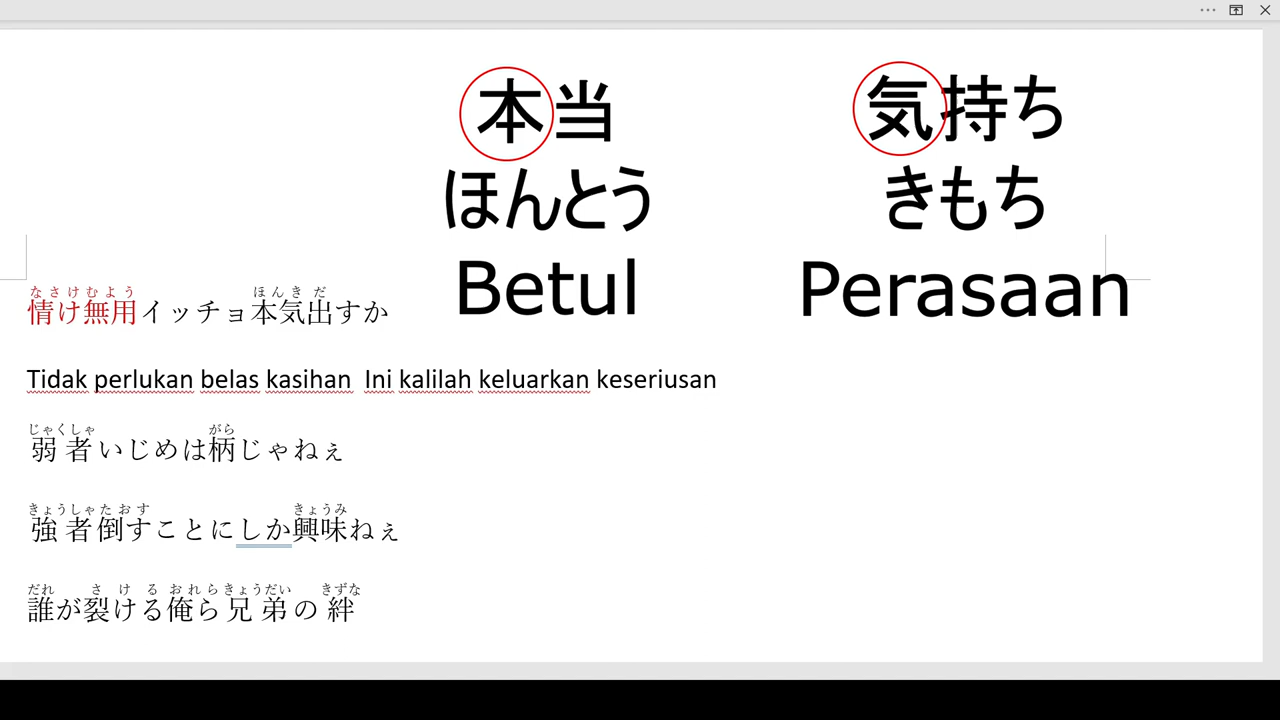 本当
ほんとう
Betul
気持ち
きもち
Perasaan
なさけむよう ほんきだ
情け無用イッチョ本気出すか
Tidak perlukan belas kasihan  Ini kalilah keluarkan keseriusan
じゃくしゃ がら
弱者いじめは柄じゃねぇ
きょうしゃたおす きょうみ
強者倒すことにしか興味ねぇ
だれ さける おれらきょうだい きずな
誰が裂ける俺ら兄弟の絆